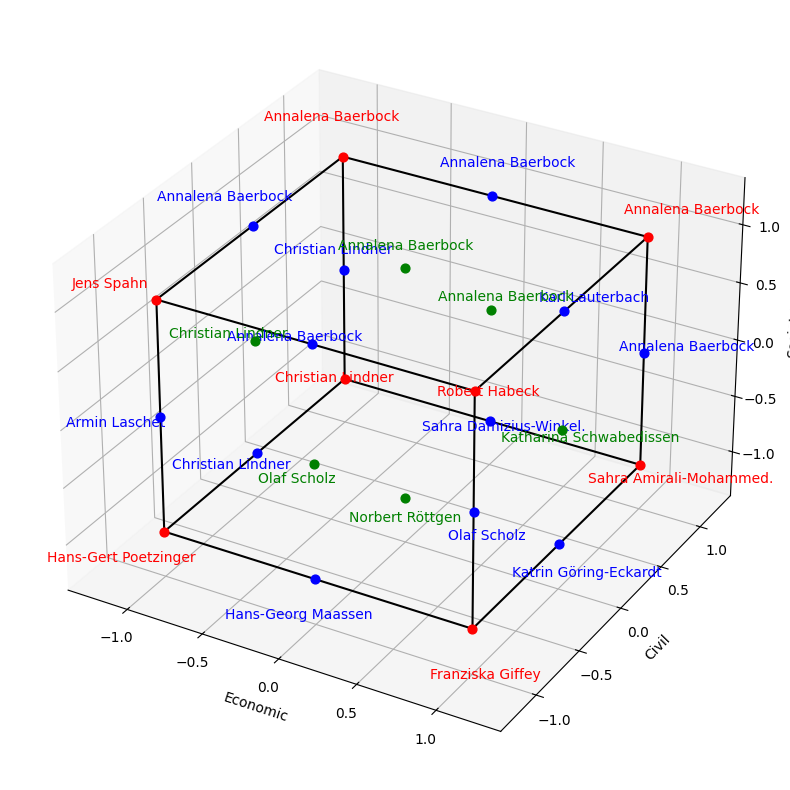 Annalena Baerbock
Annalena Baerbock
Annalena Baerbock
Annalena Baerbock
1.0
Annalena Baerbock
Christian Lindner
Jens Spahn
0.5
Annalena Baerbock
Karl Lauterbach
Christian Lindner
Annalena Baerbock
0.0
Annalena Baerbock
Christian Lindner
Robert Habeck
−0.5
Armin Laschet
Sahra Damizius-Winkel.
Katharina Schwabedissen
−1.0
Christian Lindner
Olaf Scholz
Sahra Amirali-Mohammed.
Norbert Röttgen
Olaf Scholz
1.0
Hans-Gert Poetzinger
Katrin Göring-Eckardt
0.5
Hans-Georg Maassen
0.0
−1.0
Civil
−0.5
−0.5
Franziska Giffey
0.0
Economic
0.5
−1.0
1.0